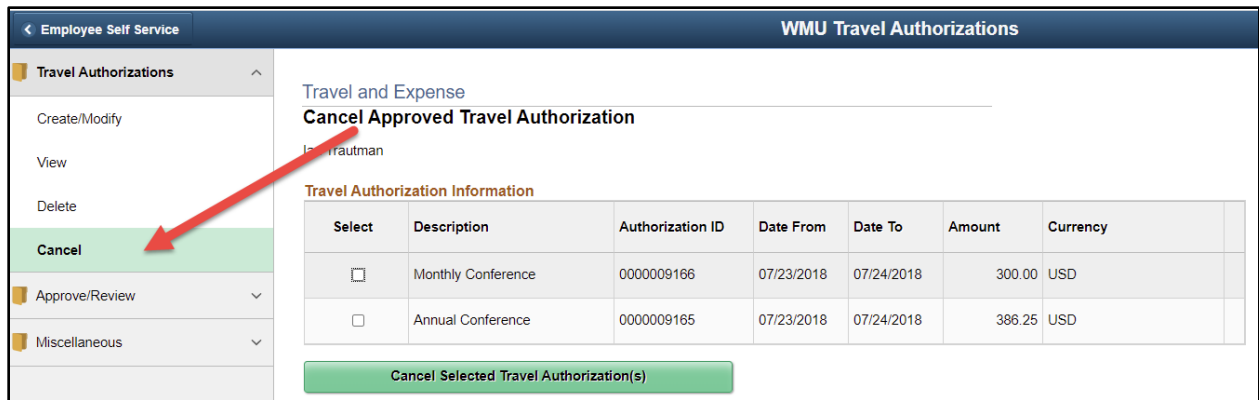 Employee Self Service
WMU Travel Authorizations
Travel Authorizations
Create/Modify
View
Delete
Cancel
Approve/Review
Miscellaneous
Travel and Expense
Cancel Approved Travel Authorization
Trautman
Travel Authorization Information
Select Description Authorization ID Date From Date To Amount Currency
Monthly Conference 0000009166 07/23/2018 07/24/2018 300.00 USD
Annual Conference 0000009165 07/23/2018 07/24/2018 386.25 USD
Cancel Selected Travel Authorization(s)